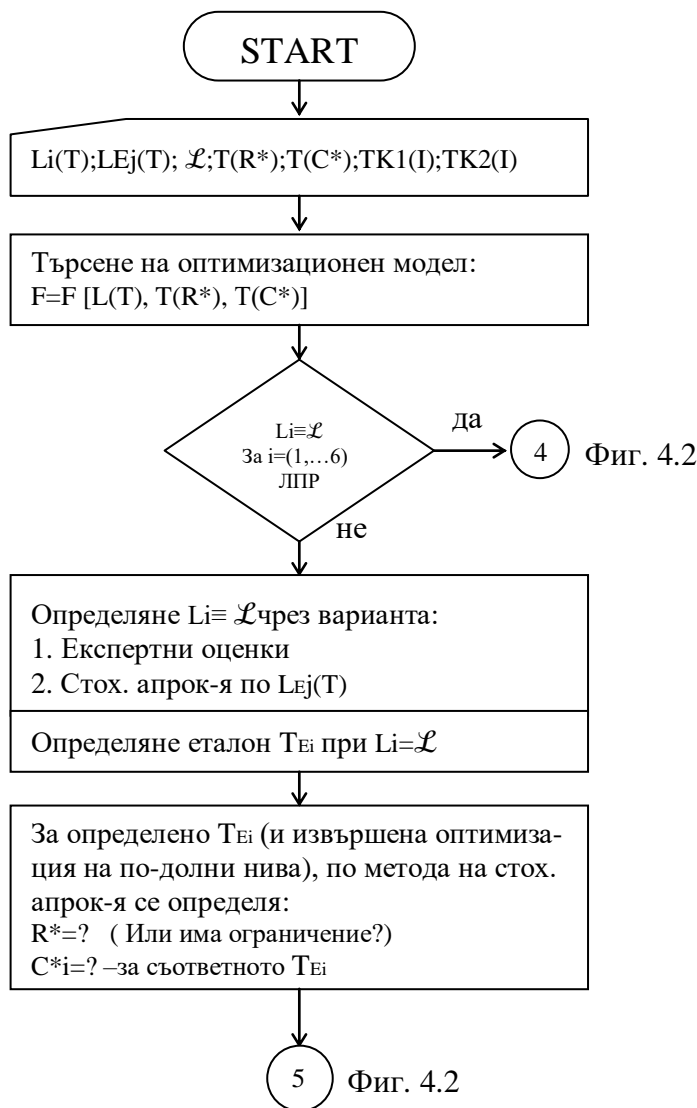 START
Li(T);LEj(T); ℒ;T(R*);T(C*);TK1(I);TK2(I)
Търсене на оптимизационен модел:
F=F [L(T), T(R*), T(C*)]
Li≡ℒ
За i=(1,…6)
ЛПР
да
4 Фиг. 4.2
не
Определяне Li≡ ℒчрез варианта:
1. Експертни оценки
2. Стох. апрок-я по LEj(T)
Определяне еталон TEi при Li=ℒ
За определено TEi (и извършена оптимиза-
ция на по-долни нива), по метода на стох.
апрок-я се определя:
R*=? ( Или има ограничение?)
C*i=? –за съответното TEi
5 Фиг. 4.2